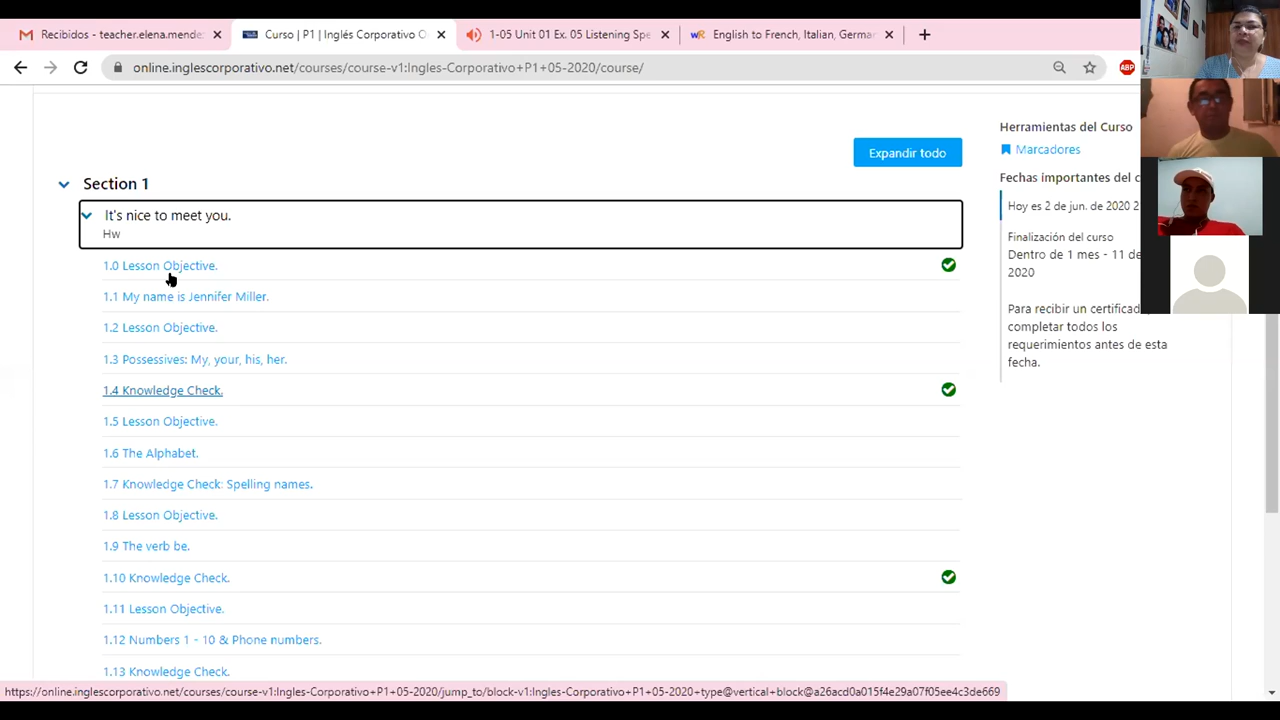 Recibidos - teacher.elena.mende
Curso | P1 | Inglés Corporativo O
1-05 Unit 01 Ex. 05 Listening Spe
WR English to French, Italian, Germa
online.inglescorporativo.net/courses/course-v1:Ingles-Corporativo+P1+05-2020/course/
ABP
Expandir todo
Section 1
It's nice to meet you.
Hw
1.0 Lesson Objective.
1.1 My name is Jennifer Miller.
1.2 Lesson Objective.
1.3 Possessives: My, your, his, her.
1.4 Knowledge Check.
1.5 Lesson Objective.
1.6 The Alphabet.
1.7 Knowledge Check: Spelling names.
1.8 Lesson Objective.
1.9 The verb be.
1.10 Knowledge Check.
1.11 Lesson Objective.
1.12 Numbers 1 - 10 & Phone numbers.
1.13 Knowledge Check.
Herramientas del Curso
Marcadores
Fechas importantes del c
Hoy es 2 de jun. de 2020 2
Finalización del curso
Dentro de 1 mes - 11 de
2020
Para recibir un certificad
completar todos los
requerimientos antes de esta
fecha.
https://online.inglescorporativo.net/courses/course-v1:Ingles-Corporativo+P1+05-2020/jump_to/block-v1:Ingles-Corporativo+P1+05-2020+type@vertical+block@a26acd0a015f4e29a07f05ee4c3de669